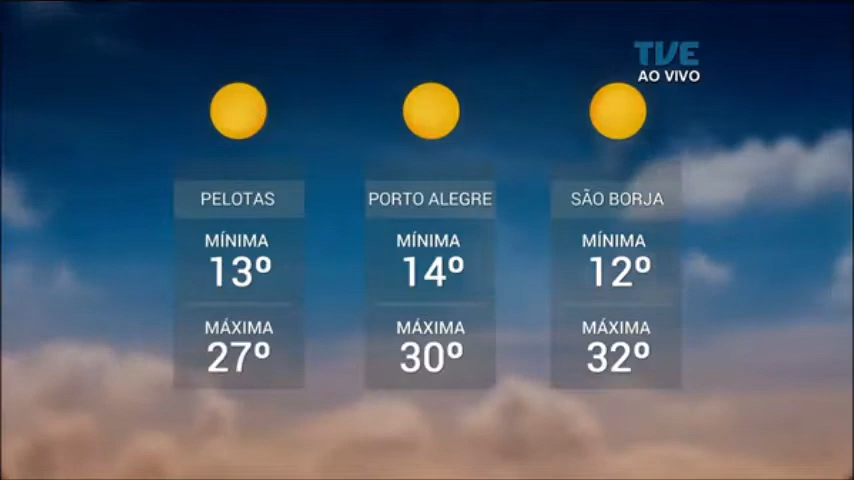 TVE
AO VIVO
PELOTAS
MÍNIMA
13º
MÁXIMA
27º
PORTO ALEGRE
MÍNIMA
14º
MÁXIMA
30º
SÃO BORJA
MÍNIMA
12º
MÁXIMA
32º